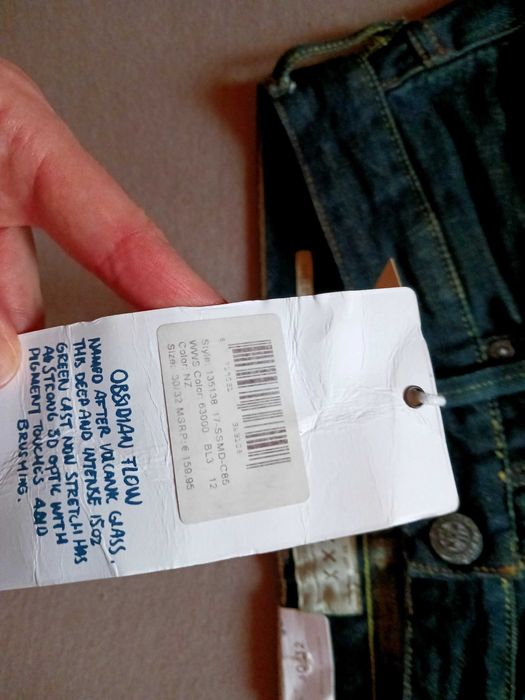 OBSIDIAN FLOW
NAMED AFTER VOLCANIC GLASS.
THIS DEEP AND INTENSE 15OZ
GREEN CAST NON STRETCH HAS
A STRONG 3D OPTIC WITH
PIGMENT TOUCHES AND
BRUSHING.
Style: 135138 17-SSMD-C85
WWS Color: 63000 BL3 12
Color: NZ
Size: 30/32 MSRP: € 159.95